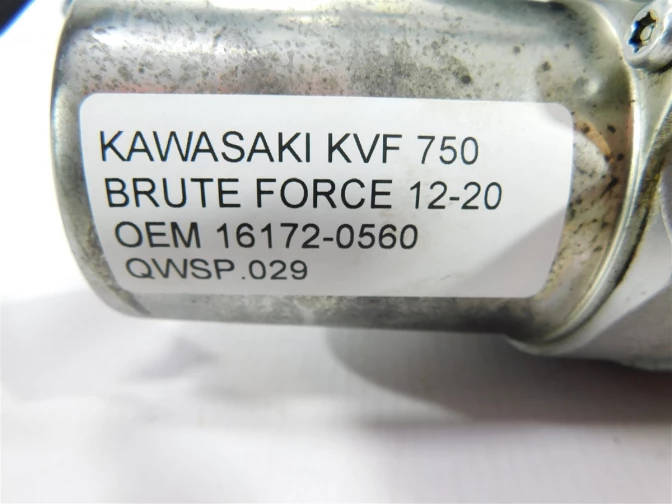 KAWASAKI KVF 750
BRUTE FORCE 12-20
OEM 16172-0560
QWSP.029